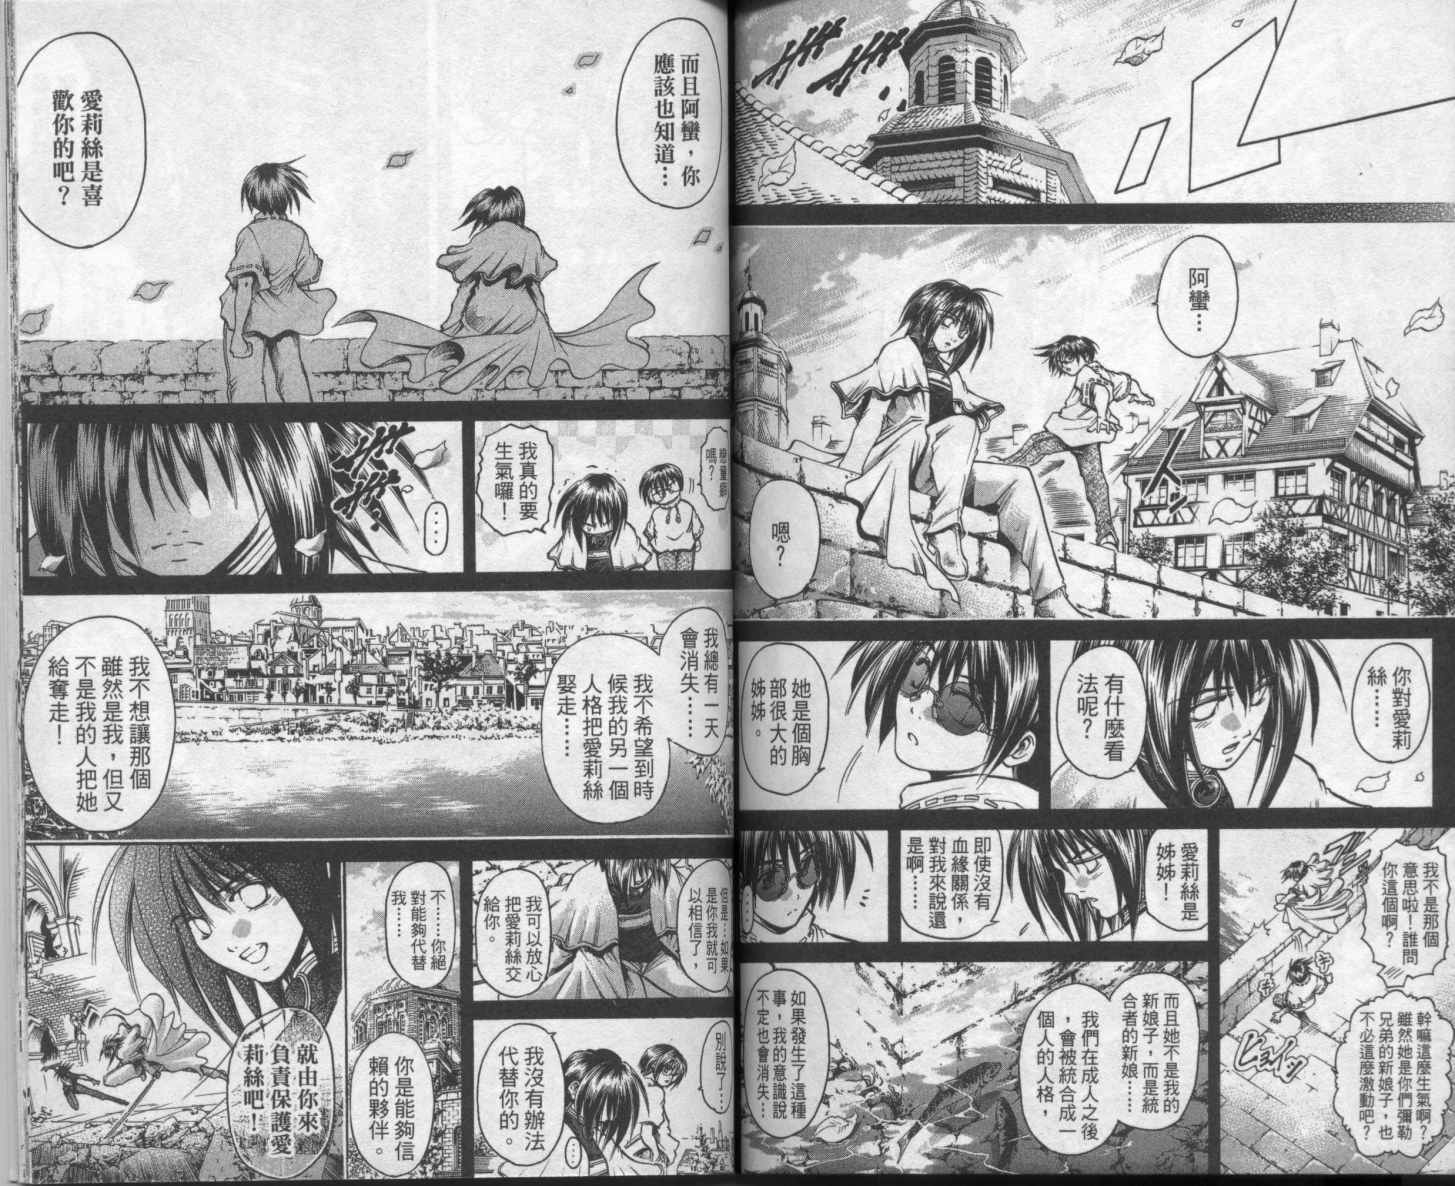 阿蠻…
嗯?
你對愛莉
絲……
有什麼看
法呢?
她是個胸
部很大的
姊姊。
我不是那個
意思啦!誰問
你這個啊?
幹嘛這麼生氣啊?
雖然她是你們彌勒
兄弟的新娘子,也
不必這麼激動吧?
愛莉絲是
姊姊!
即使沒有
血緣關係,
對我來說還
是啊……
……
而且她不是我的
新娘子,而是統
合者的新娘……
我們在成人之後
,會被統合成一
個人的人格,
如果發生了這種
事,我的意識說
不定也會消失…
而且阿蠻,你
應該也知道…
愛莉絲是喜
歡你的吧?
嗎?
我真的要
生氣囉!
……
我總有一天
會消失……
我不希望到時
候我的另一個
人格把愛莉絲
娶走……
我不想讓那個
雖然是我,但又
不是我的人把她
給奪走!
但是…如果
是你我就可
以相信了,
我可以放心
把愛莉絲交
給你。
別說了…
我沒有辦法
代替你的。
……
不……你絕
對能夠代替
我……
你是能夠信
賴的夥伴。
就由你來
負責保護愛
莉絲吧!